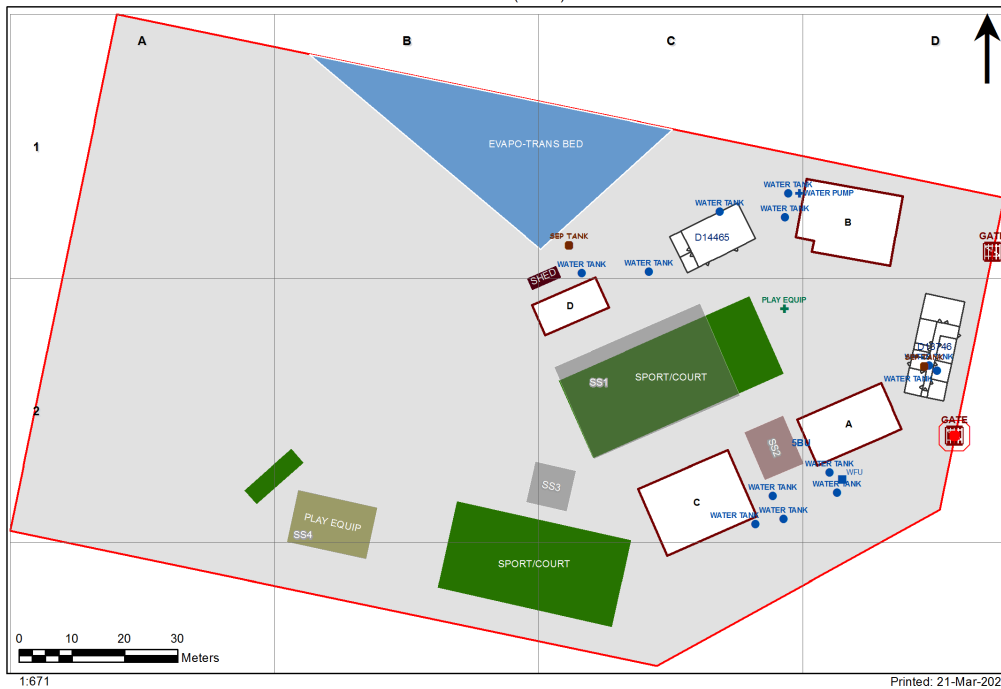 A
B
C
D
1
EVAPO-TRANS BED
WATER TANK
WATER PUMP
WATER TANK
WATER TANK
B
D14465
SEP TANK
GATE
WATER TANK
WATER TANK
SHED
D
PLAY EQUIP
SPORT/COURT
SS1
WATER TANK
2
A
GATE
SS2
WATER TANK
WFU
WATER TANK
SS3
WATER TANK
C
WATER TANK
WATER TANK
PLAY EQUIP
SS4
SPORT/COURT
0
10
20
30
Meters
1:671
Printed: 21-Mar-202